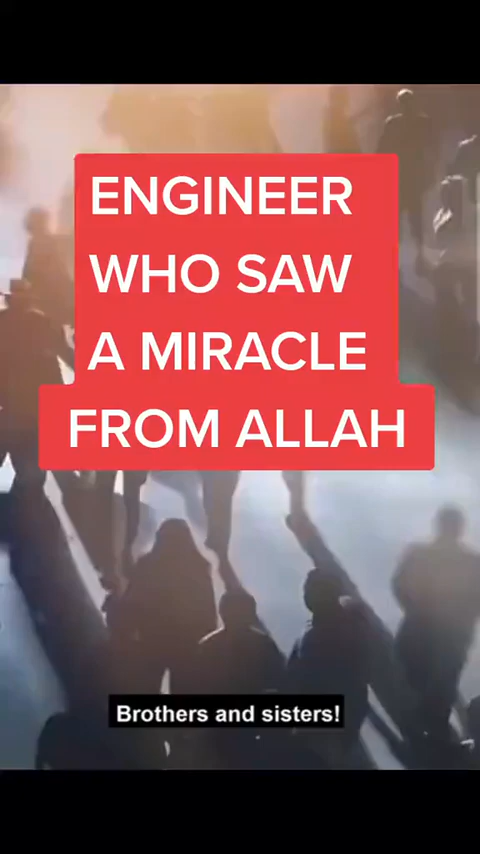 ENGINEER
WHO SAW
A MIRACLE
FROM ALLAH
Brothers and sisters!